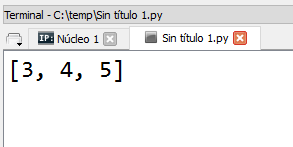 Terminal - C:\temp\Sin título 1.py
IP: Núcleo 1 Sin título 1.py
[3, 4, 5]